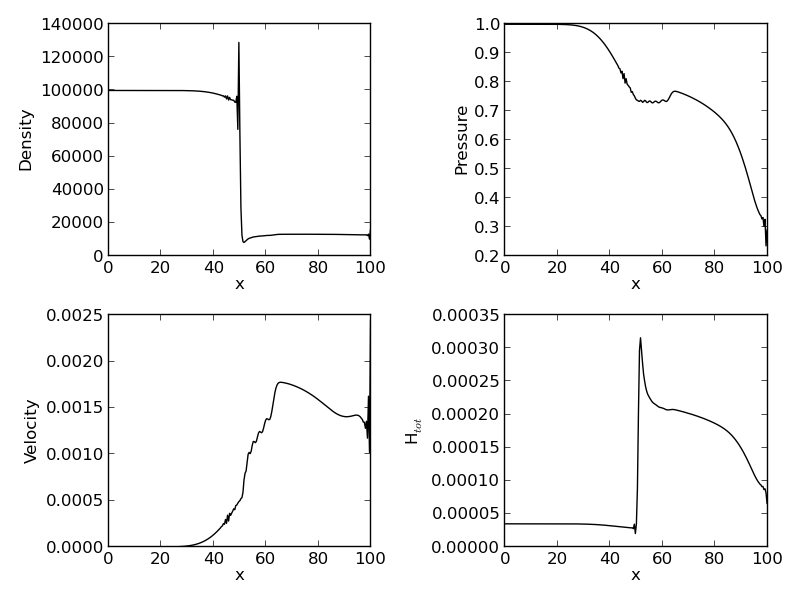 140000
120000
100000
80000
60000
40000
20000
0
Density
0 20 40 60 80 100
x
1.0
0.9
0.8
0.7
0.6
0.5
0.4
0.3
0.2
Pressure
0 20 40 60 80 100
x
0.0025
0.0020
0.0015
0.0010
0.0005
0.0000
Velocity
0 20 40 60 80 100
x
0.00035
0.00030
0.00025
0.00020
0.00015
0.00010
0.00005
0.00000
H_tot
0 20 40 60 80 100
x